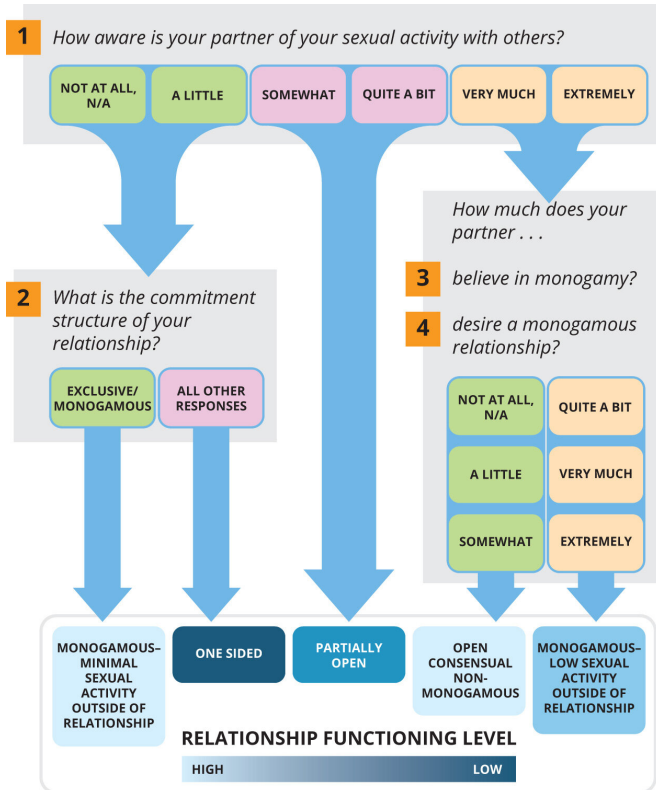 1
How aware is your partner of your sexual activity with others?
NOT AT ALL,
N/A
A LITTLE
SOMEWHAT
QUITE A BIT
VERY MUCH
EXTREMELY
2
What is the commitment
structure of your
relationship?
EXCLUSIVE/
MONOGAMOUS
ALL OTHER
RESPONSES
How much does your
partner . . .
3
believe in monogamy?
4
desire a monogamous
relationship?
NOT AT ALL,
N/A
QUITE A BIT
A LITTLE
VERY MUCH
SOMEWHAT
EXTREMELY
MONOGAMOUS–
MINIMAL
SEXUAL
ACTIVITY
OUTSIDE OF
RELATIONSHIP
ONE SIDED
PARTIALLY
OPEN
OPEN
CONSENSUAL
NON-
MONOGAMOUS
MONOGAMOUS–
LOW SEXUAL
ACTIVITY
OUTSIDE OF
RELATIONSHIP
RELATIONSHIP FUNCTIONING LEVEL
HIGH
LOW